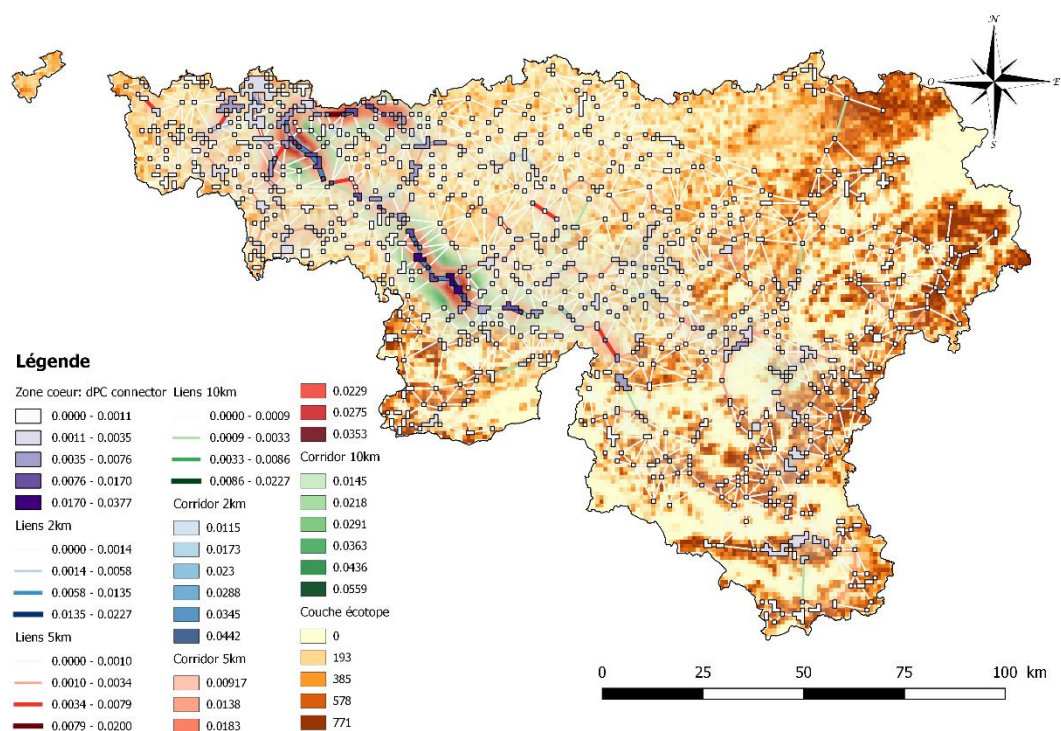 N
O
E
S
Légende
Zone coeur: dPC connector
0.0000 - 0.0011
0.0011 - 0.0035
0.0035 - 0.0076
0.0076 - 0.0170
0.0170 - 0.0377
Liens 2km
0.0000 - 0.0014
0.0014 - 0.0058
0.0058 - 0.0135
0.0135 - 0.0227
Liens 5km
0.0000 - 0.0010
0.0010 - 0.0034
0.0034 - 0.0079
0.0079 - 0.0200
Liens 10km
0.0000 - 0.0009
0.0009 - 0.0033
0.0033 - 0.0086
0.0086 - 0.0227
Corridor 2km
0.0115
0.0173
0.023
0.0288
0.0345
0.0442
Corridor 5km
0.00917
0.0138
0.0183
0.0229
0.0275
0.0353
Corridor 10km
0.0145
0.0218
0.0291
0.0363
0.0436
0.0559
Couche écotope
0
193
385
578
771
0 25 50 75 100 km